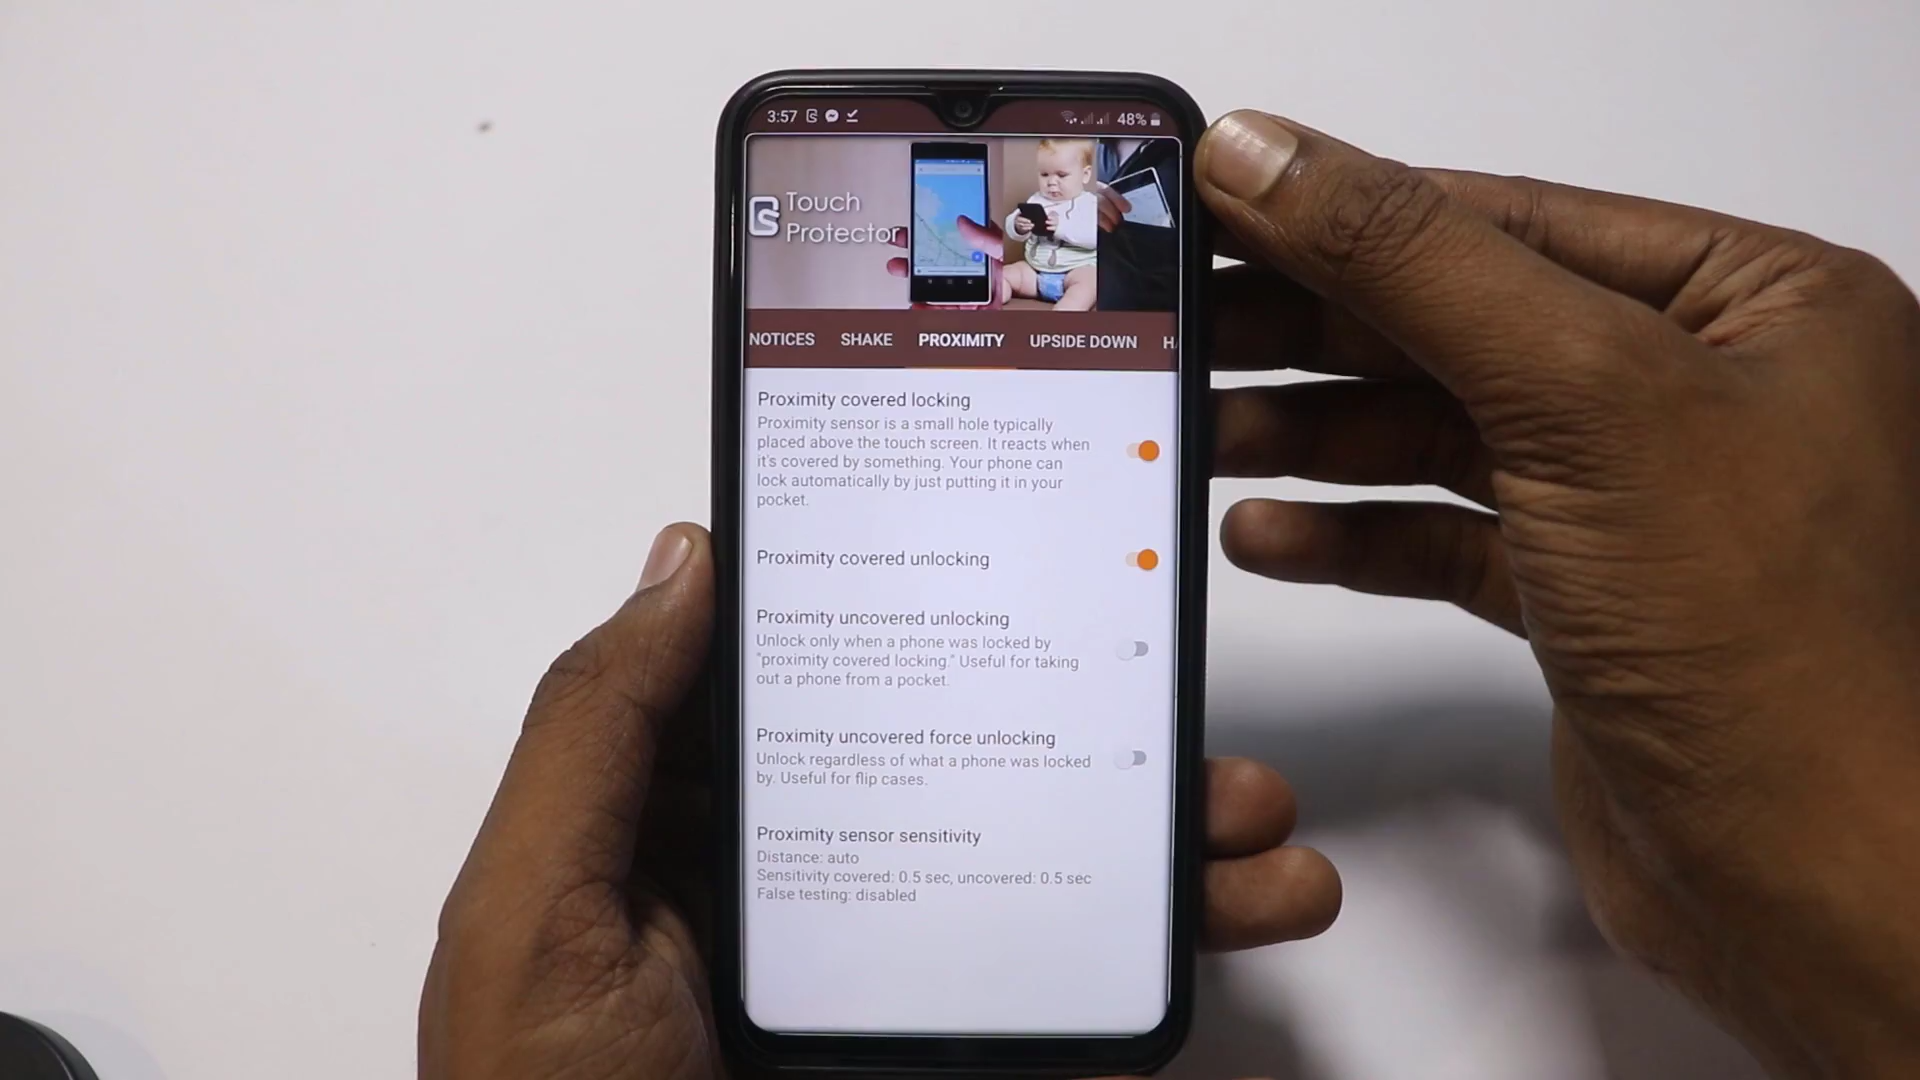 3:57
48%
Touch
Protector
NOTICES SHAKE PROXIMITY UPSIDE DOWN
Proximity covered locking
Proximity sensor is a small hole typically
placed above the touch screen. It reacts when
it's covered by something. Your phone can
lock automatically by just putting it in your
pocket.
Proximity covered unlocking
Proximity uncovered unlocking
Unlock only when a phone was locked by
"proximity covered locking." Useful for taking
out a phone from a pocket.
Proximity uncovered force unlocking
Unlock regardless of what a phone was locked
by. Useful for flip cases.
Proximity sensor sensitivity
Distance: auto
Sensitivity covered: 0.5 sec, uncovered: 0.5 sec
False testing: disabled